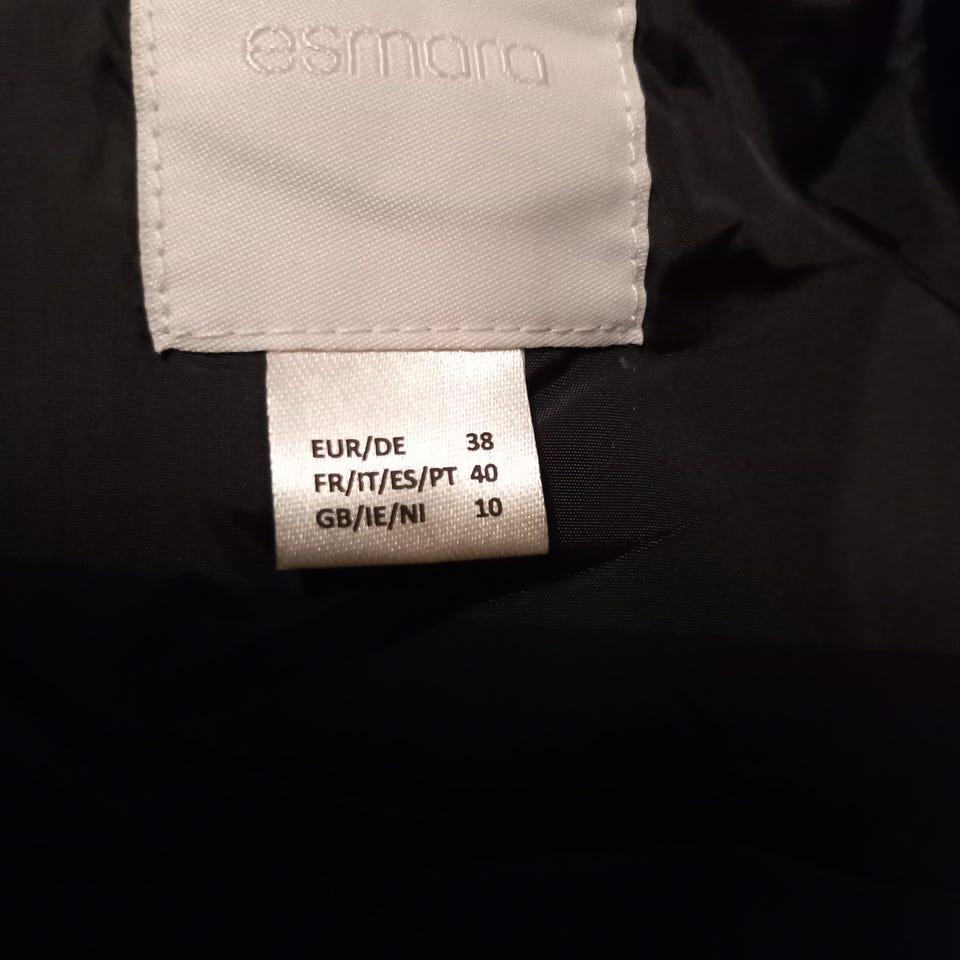 esmara
EUR/DE 38
FR/IT/ES/PT 40
GB/IE/NI 10